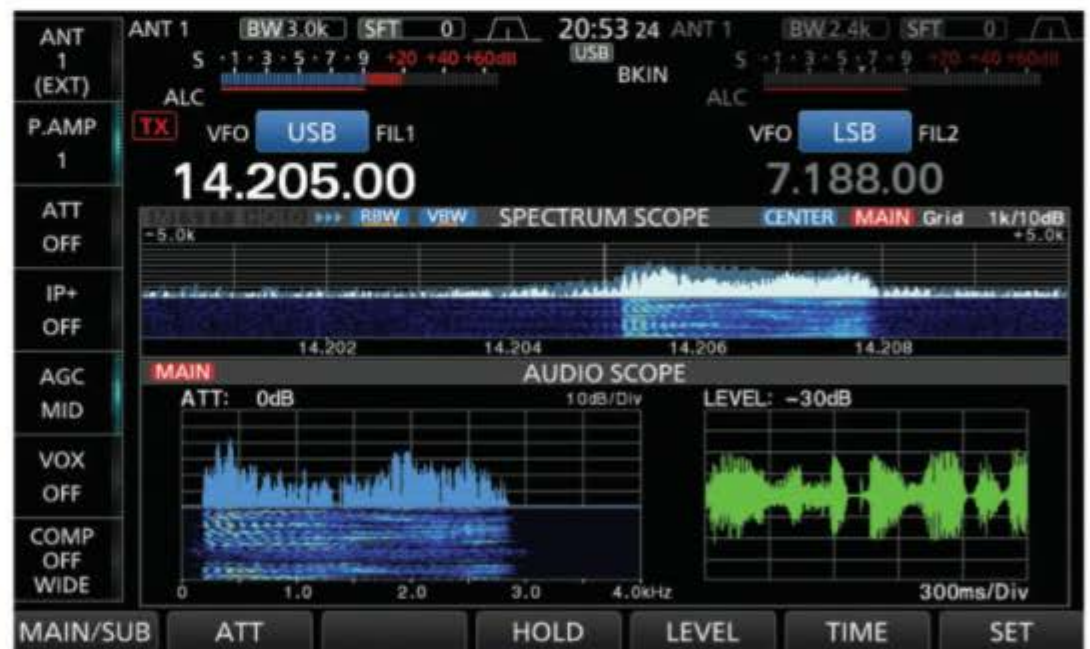 ANT
1
(EXT)
P.AMP
1
ATT
OFF
IP+
OFF
AGC
MID
VOX
OFF
COMP
OFF
WIDE
ANT 1 BW 3.0k SFT 0 20:53 24 ANT 1 BW 2.4k SFT 0
S 1 3 5 7 9 +20 +40 +60dB USB BKIN S 1 3 5 7 9 +20 +40 +60dB
ALC ALC
TX VFO USB FIL1 VFO LSB FIL2
14.205.00 7.188.00
HOLD RBW VBW SPECTRUM SCOPE CENTER MAIN Grid 1k/10dB
-5.0k +5.0k
14.202 14.204 14.206 14.208
MAIN AUDIO SCOPE
ATT: 0dB 10dB/Div LEVEL: -30dB
0 1.0 2.0 3.0 4.0kHz 300ms/Div
MAIN/SUB ATT HOLD LEVEL TIME SET